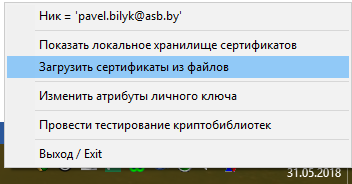 Ник = 'pavel.bilyk@asb.by'
Показать локальное хранилище сертификатов
Загрузить сертификаты из файлов
Изменить атрибуты личного ключа
Провести тестирование криптобиблиотек
Выход / Exit
31.05.2018